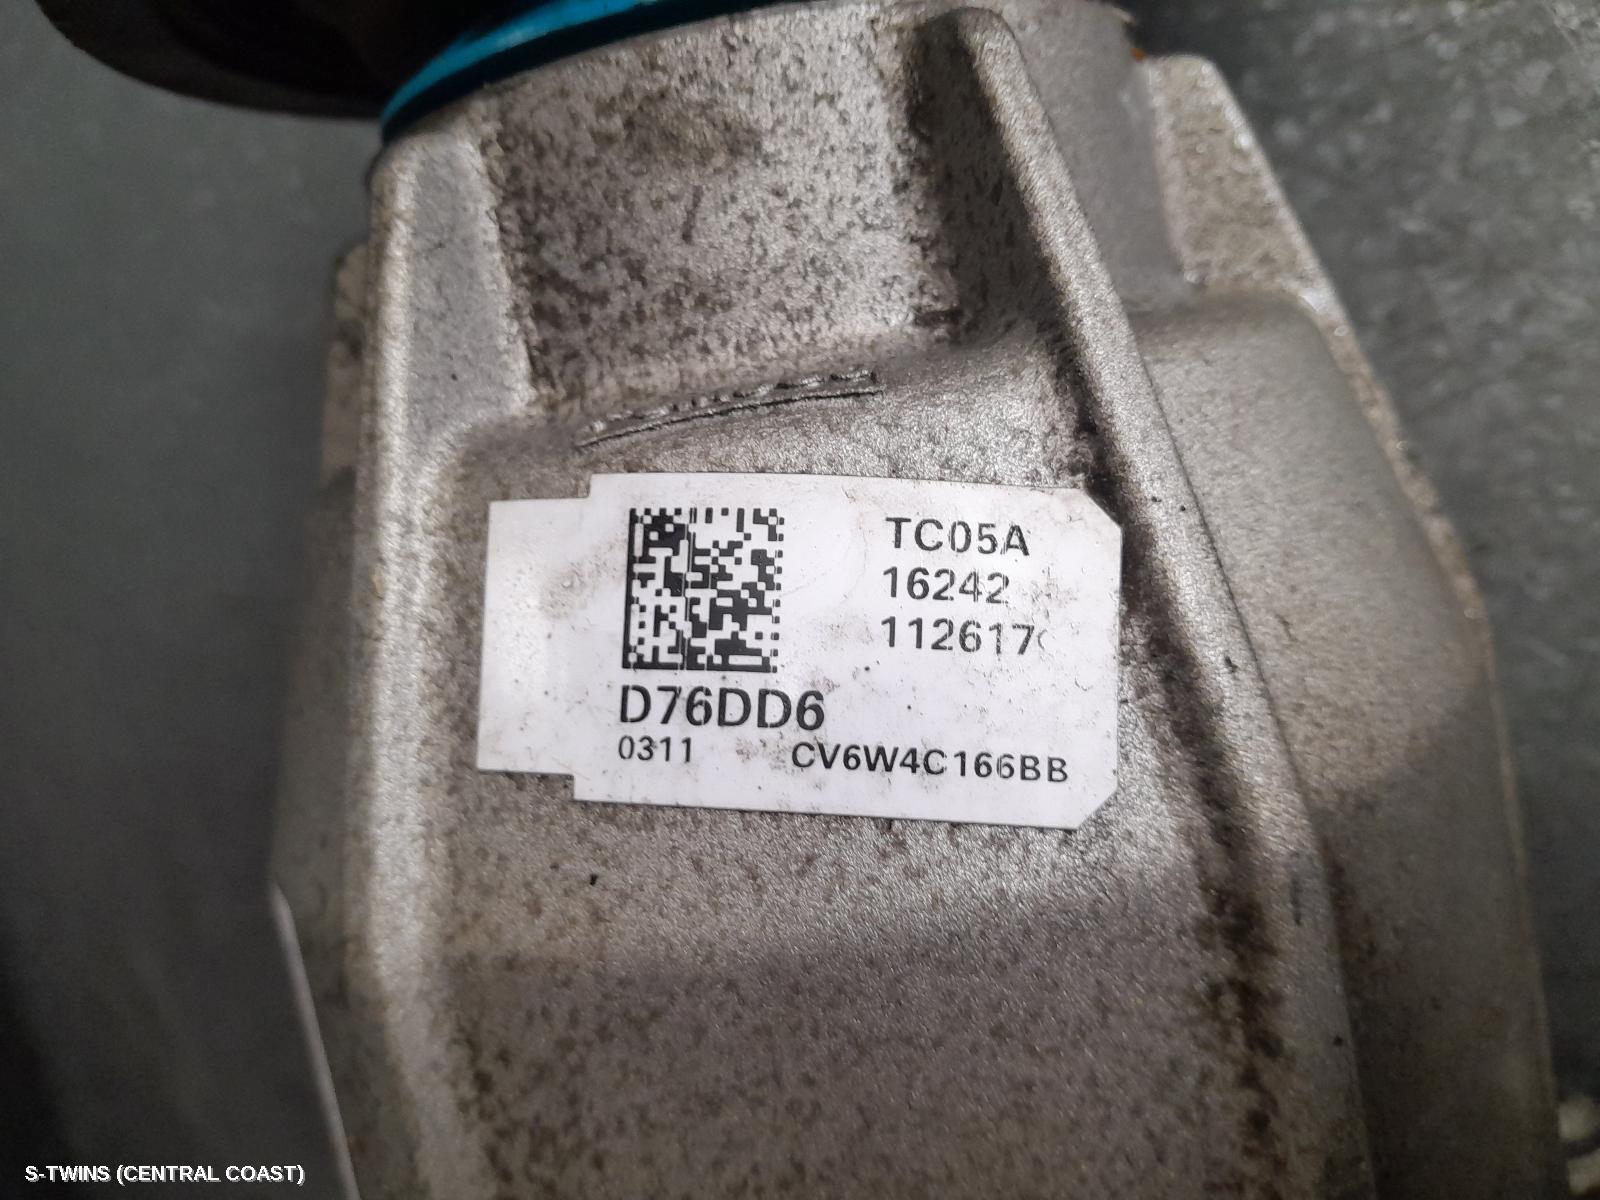 TC05A
16242
112617
D76DD6
0311 CV6W4C166BB
S-TWINS (CENTRAL COAST)